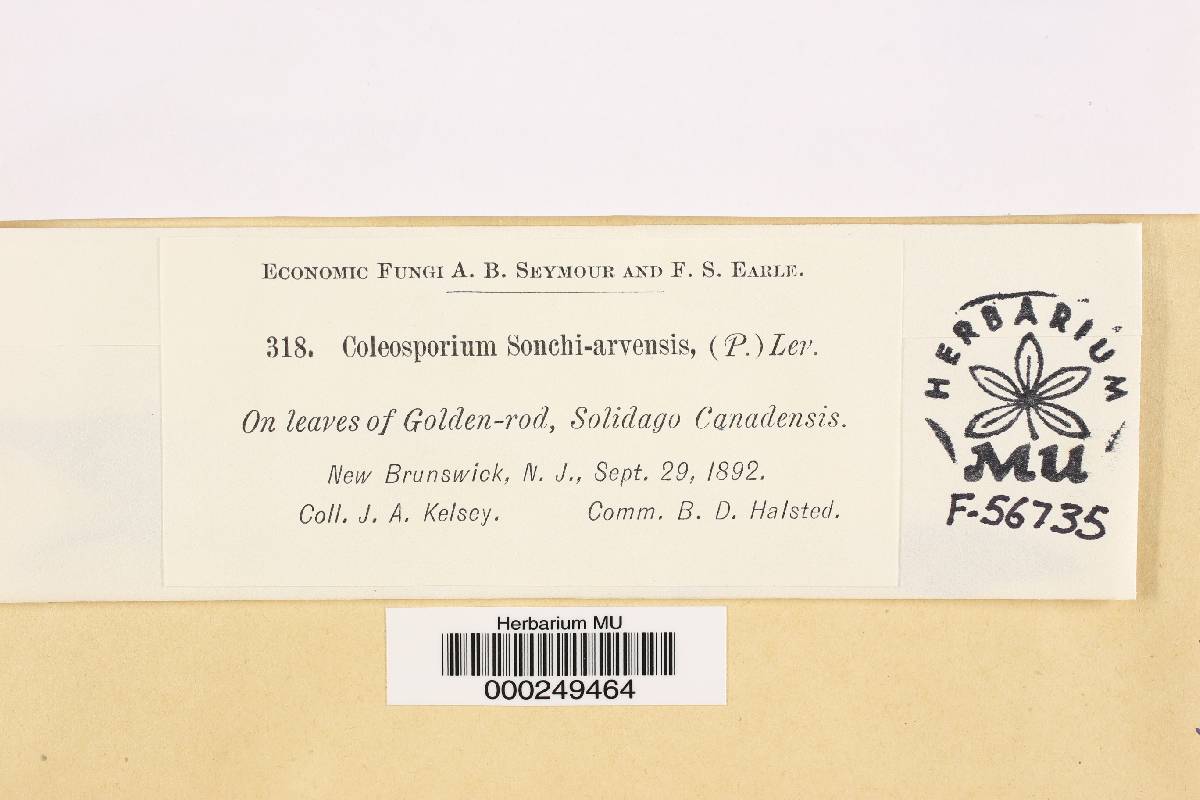 ECONOMIC FUNGI A. B. SEYMOUR AND F. S. EARLE.
318. Coleosporium Sonchi-arvensis, (P.) Lev.
On leaves of Golden-rod, Solidago Canadensis.
New Brunswick, N. J., Sept. 29, 1892.
Coll. J. A. Kelsey. Comm. B. D. Halsted.
HERBARIUM
MU
F-56735
Herbarium MU
000249464